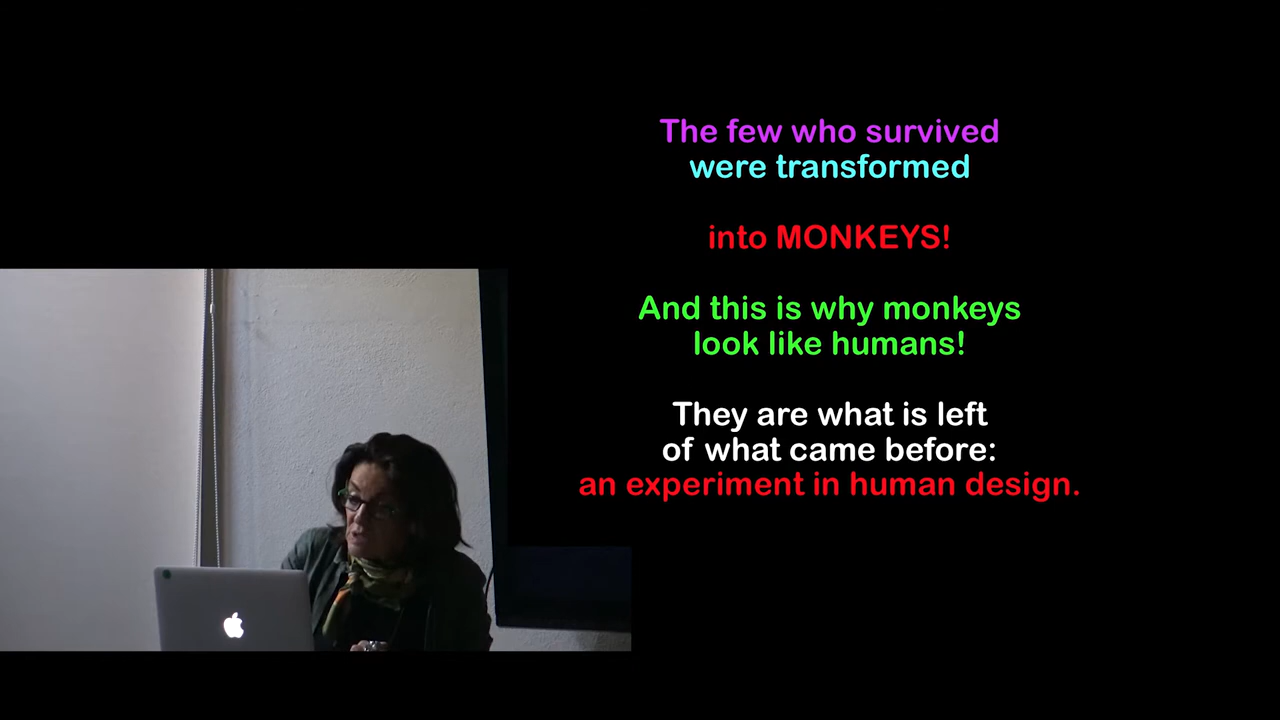 The few who survived
were transformed
into MONKEYS!
And this is why monkeys
look like humans!
They are what is left
of what came before:
an experiment in human design.